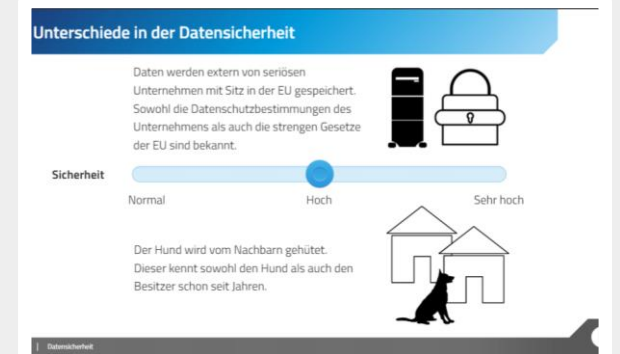 Unterschiede in der Datensicherheit
Daten werden extern von seriösen
Unternehmen mit Sitz in der EU gespeichert.
Sowohl die Datenschutzbestimmungen des
Unternehmens als auch die strengen Gesetze
der EU sind bekannt.
Sicherheit
Normal Hoch Sehr hoch
Der Hund wird vom Nachbarn gehütet.
Dieser kennt sowohl den Hund als auch den
Besitzer schon seit Jahren.
| Datensicherheit